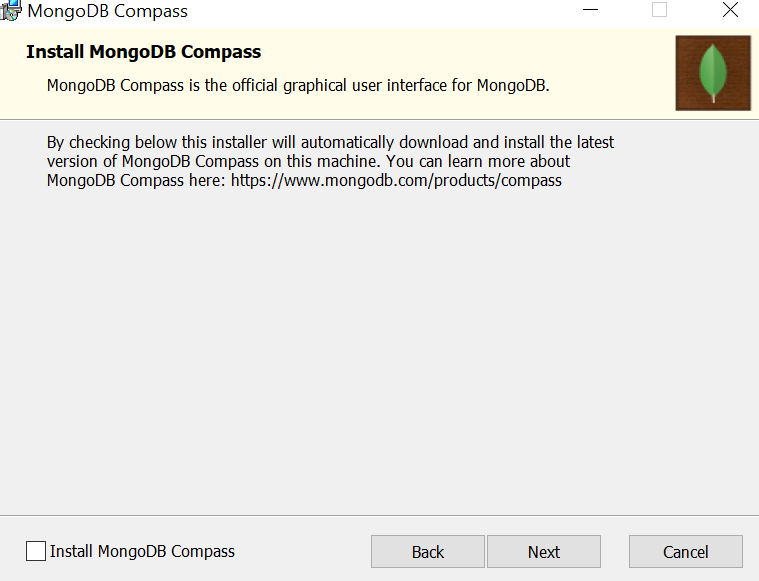 MongoDB Compass
Install MongoDB Compass
MongoDB Compass is the official graphical user interface for MongoDB.
By checking below this installer will automatically download and install the latest
version of MongoDB Compass on this machine. You can learn more about
MongoDB Compass here: https://www.mongodb.com/products/compass
Install MongoDB Compass
Back
Next
Cancel